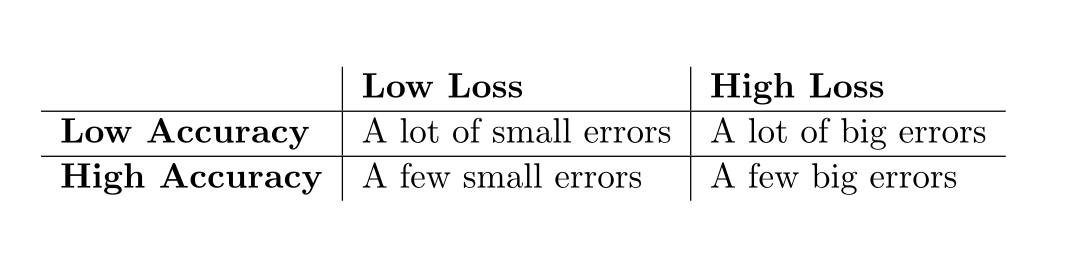 Low Loss High Loss
Low Accuracy A lot of small errors A lot of big errors
High Accuracy A few small errors A few big errors